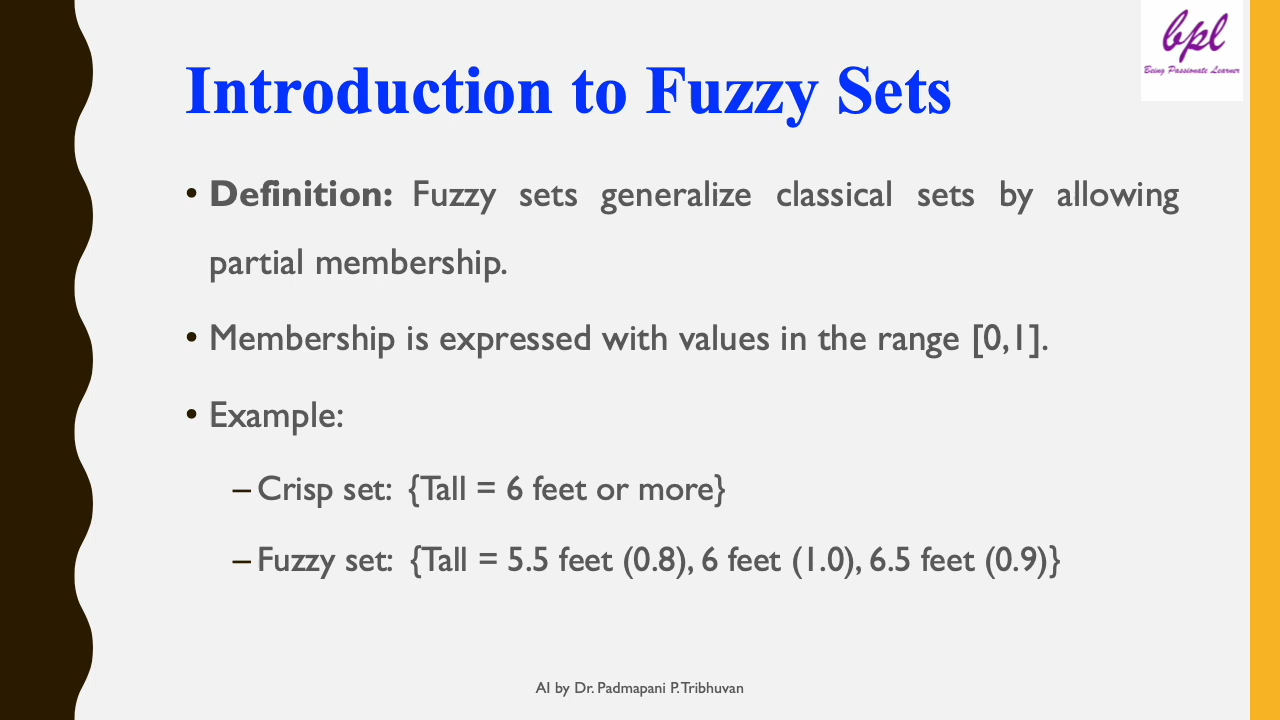 bpl
Being Passionate Learner
Introduction to Fuzzy Sets
• Definition: Fuzzy sets generalize classical sets by allowing
partial membership.
• Membership is expressed with values in the range [0,1].
• Example:
– Crisp set: {Tall = 6 feet or more}
– Fuzzy set: {Tall = 5.5 feet (0.8), 6 feet (1.0), 6.5 feet (0.9)}
AI by Dr. Padmapani P. Tribhuvan